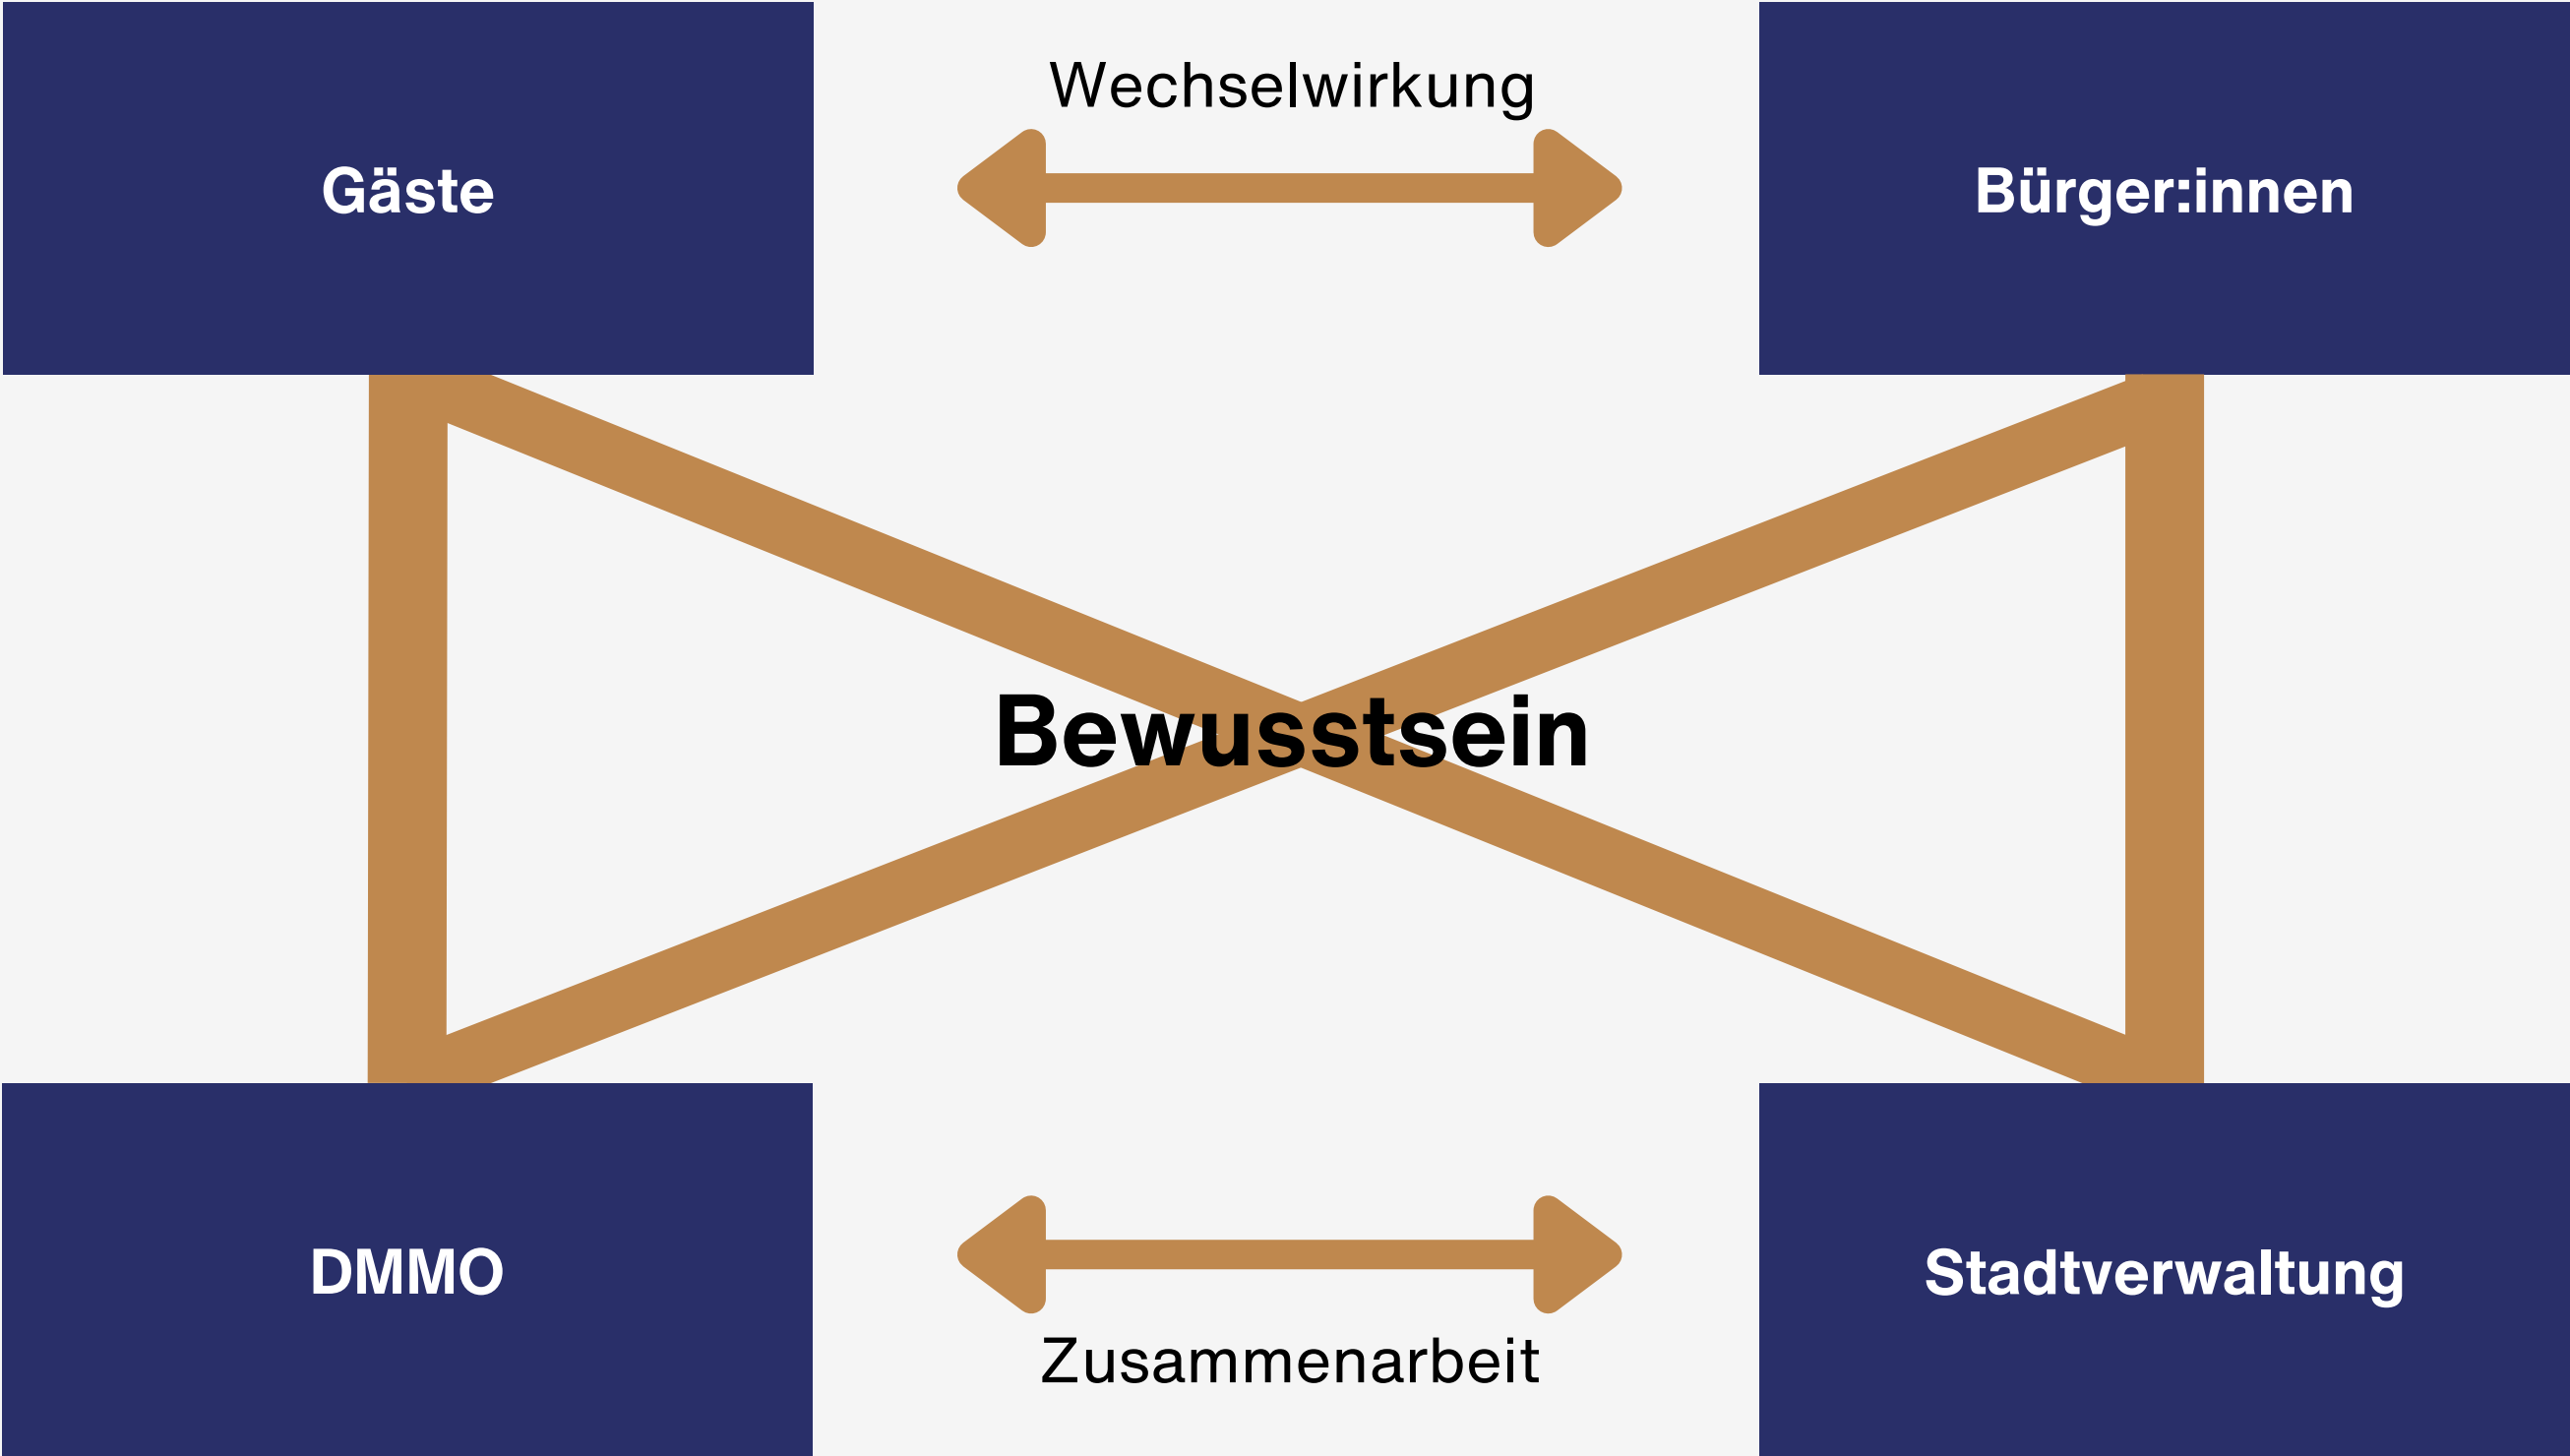 Wechselwirkung
Gäste
Bürger:innen
Bewusstsein
DMMO
Stadtverwaltung
Zusammenarbeit